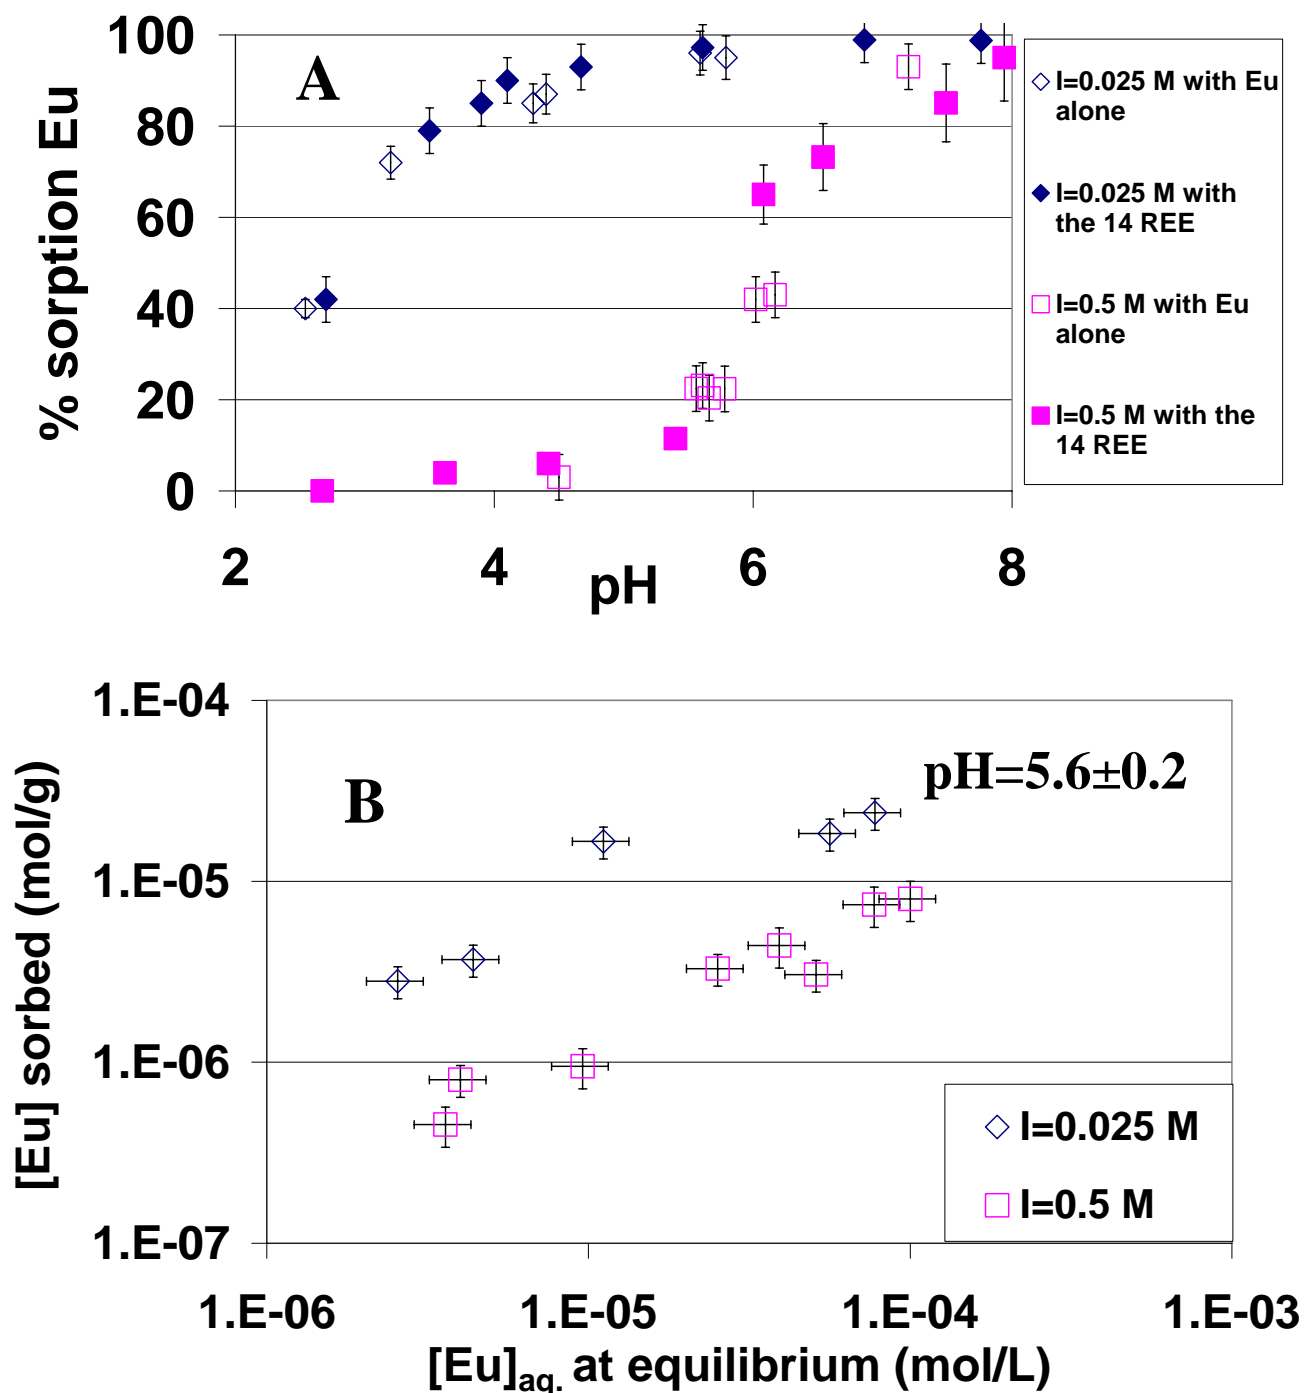 100
80
60
40
20
0
% sorption Eu
A
2
4
6
8
pH
I=0.025 M with Eu
alone
I=0.025 M with
the 14 REE
I=0.5 M with Eu
alone
I=0.5 M with the
14 REE
1.E-04
1.E-05
1.E-06
1.E-07
[Eu] sorbed (mol/g)
B
pH=5.6±0.2
I=0.025 M
I=0.5 M
1.E-06
1.E-05
1.E-04
1.E-03
[Eu]aq. at equilibrium (mol/L)